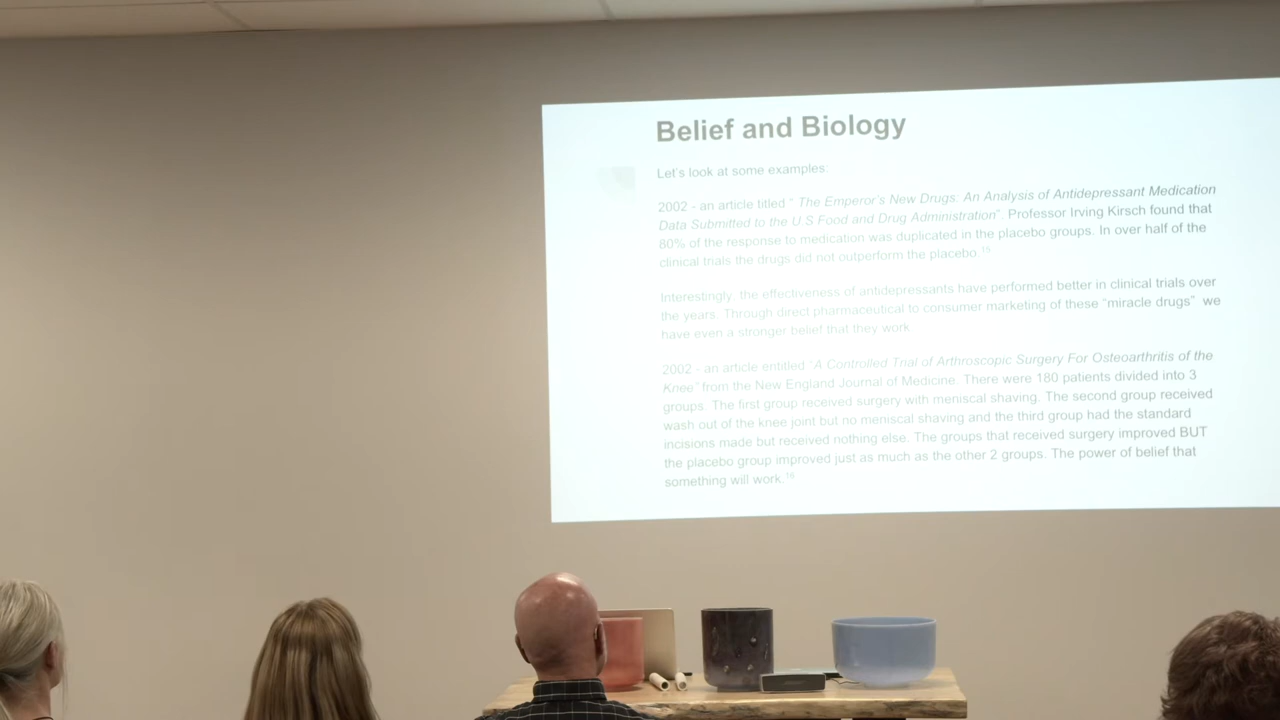 Belief and Biology
Let's look at some examples.
2002 - an article titled " The Emperor's New Drugs: An Analysis of Antidepressant Medication
Data Submitted to the U.S Food and Drug Administration". Professor Irving Kirsch found that
80% of the response to medication was duplicated in the placebo groups. In over half of the
clinical trials the drugs did not outperform the placebo 15
Interestingly, the effectiveness of antidepressants have performed better in clinical trials over
the years. Through direct pharmaceutical to consumer marketing of these "miracle drugs" we
have even a stronger belief that they work
2002 - an article entitled "A Controlled Trial of Arthroscopic Surgery For Osteoarthritis of the
Knee" from the New England Journal of Medicine. There were 180 patients divided into 3
groups. The first group received surgery with meniscal shaving. The second group received
wash out of the knee joint but no meniscal shaving and the third group had the standard
incisions made but received nothing else. The groups that received surgery improved BUT
the placebo group improved just as much as the other 2 groups. The power of belief that
something will work.16